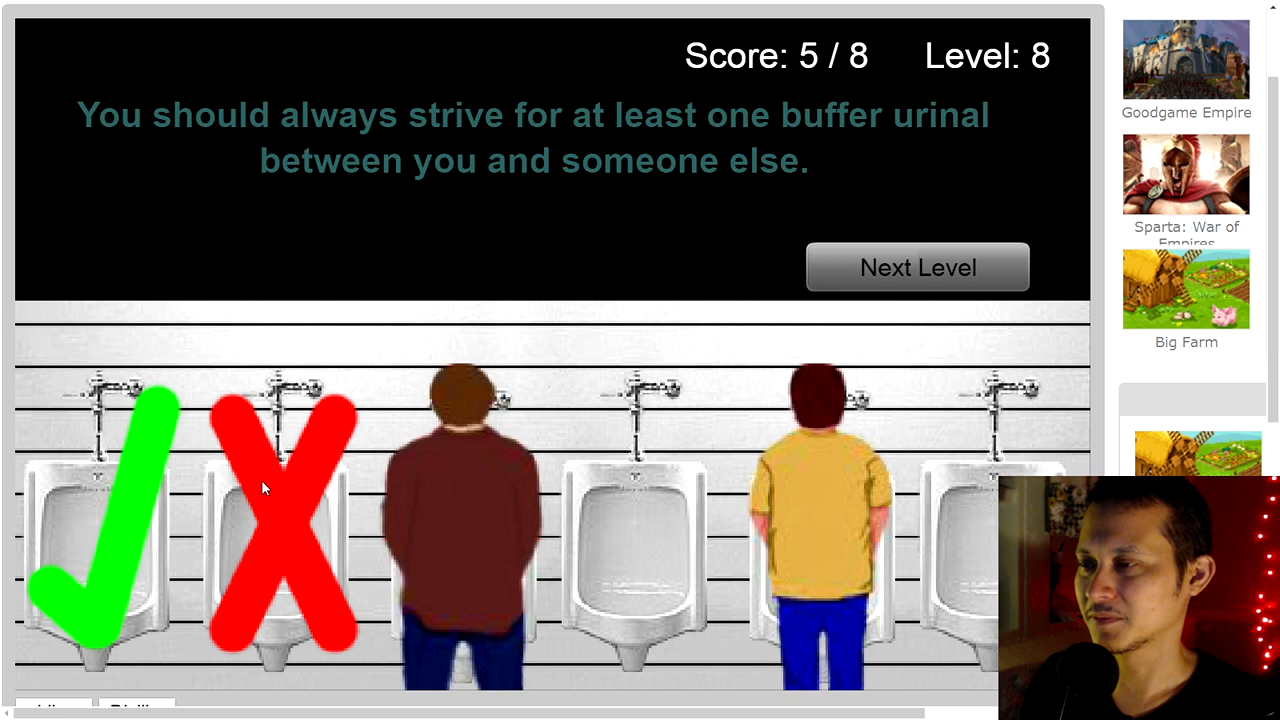 Score: 5 / 8 Level: 8
You should always strive for at least one buffer urinal
between you and someone else.
Next Level
Goodgame Empire
Sparta: War of
Empires
Big Farm